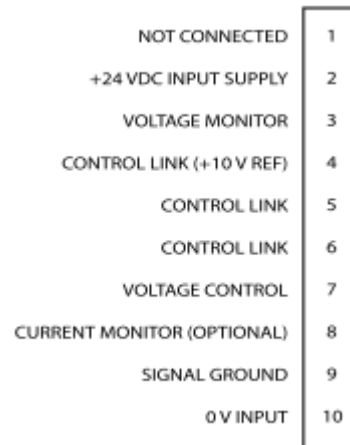 NOT CONNECTED 1
+24 VDC INPUT SUPPLY 2
VOLTAGE MONITOR 3
CONTROL LINK (+10 V REF) 4
CONTROL LINK 5
CONTROL LINK 6
VOLTAGE CONTROL 7
CURRENT MONITOR (OPTIONAL) 8
SIGNAL GROUND 9
0 V INPUT 10